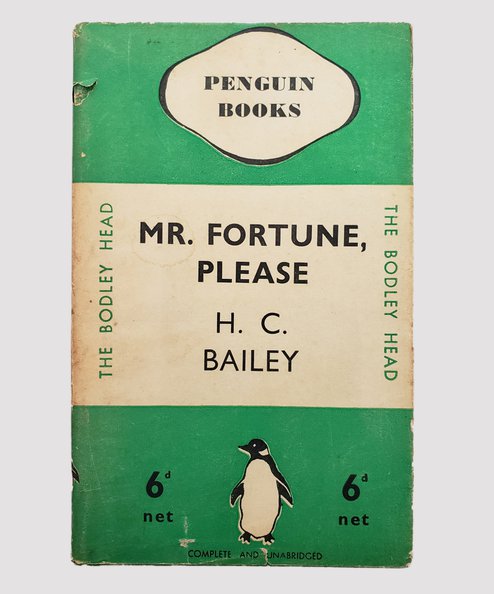 PENGUIN
BOOKS
THE BODLEY HEAD
MR. FORTUNE,
PLEASE
H. C.
BAILEY
THE BODLEY HEAD
6d
net
6d
net
COMPLETE AND UNABRIDGED